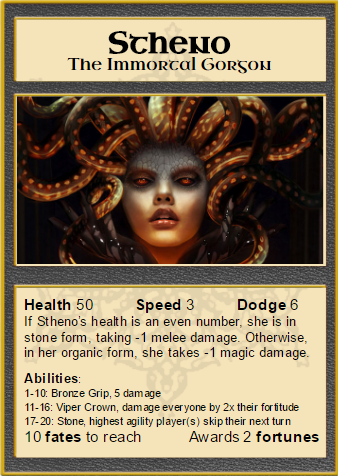 Stheno
The Immortal Gorgon
Health 50 Speed 3 Dodge 6
If Stheno's health is an even number, she is in
stone form, taking -1 melee damage. Otherwise,
in her organic form, she takes -1 magic damage.
Abilities:
1-10: Bronze Grip, 5 damage
11-16: Viper Crown, damage everyone by 2x their fortitude
17-20: Stone, highest agility player(s) skip their next turn
10 fates to reach Awards 2 fortunes